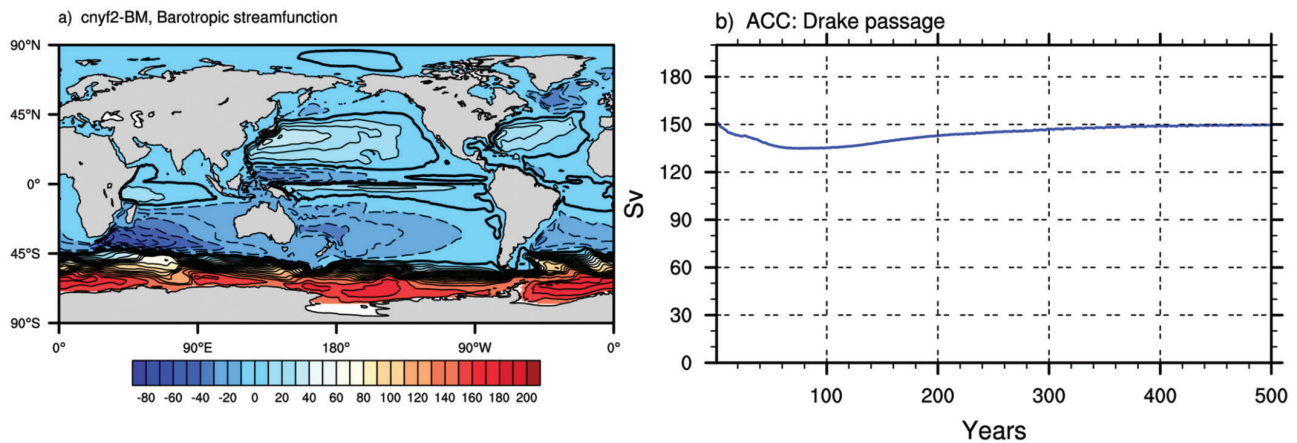 a) cnyf2-BM, Barotropic streamfunction
90°N
45°N
0°
45°S
90°S
0° 90°E 180° 90°W 0°
-80 -60 -40 -20 0 20 40 60 80 100 120 140 160 180 200
b) ACC: Drake passage
Sv
180
150
120
90
60
30
0
100 200 300 400 500
Years